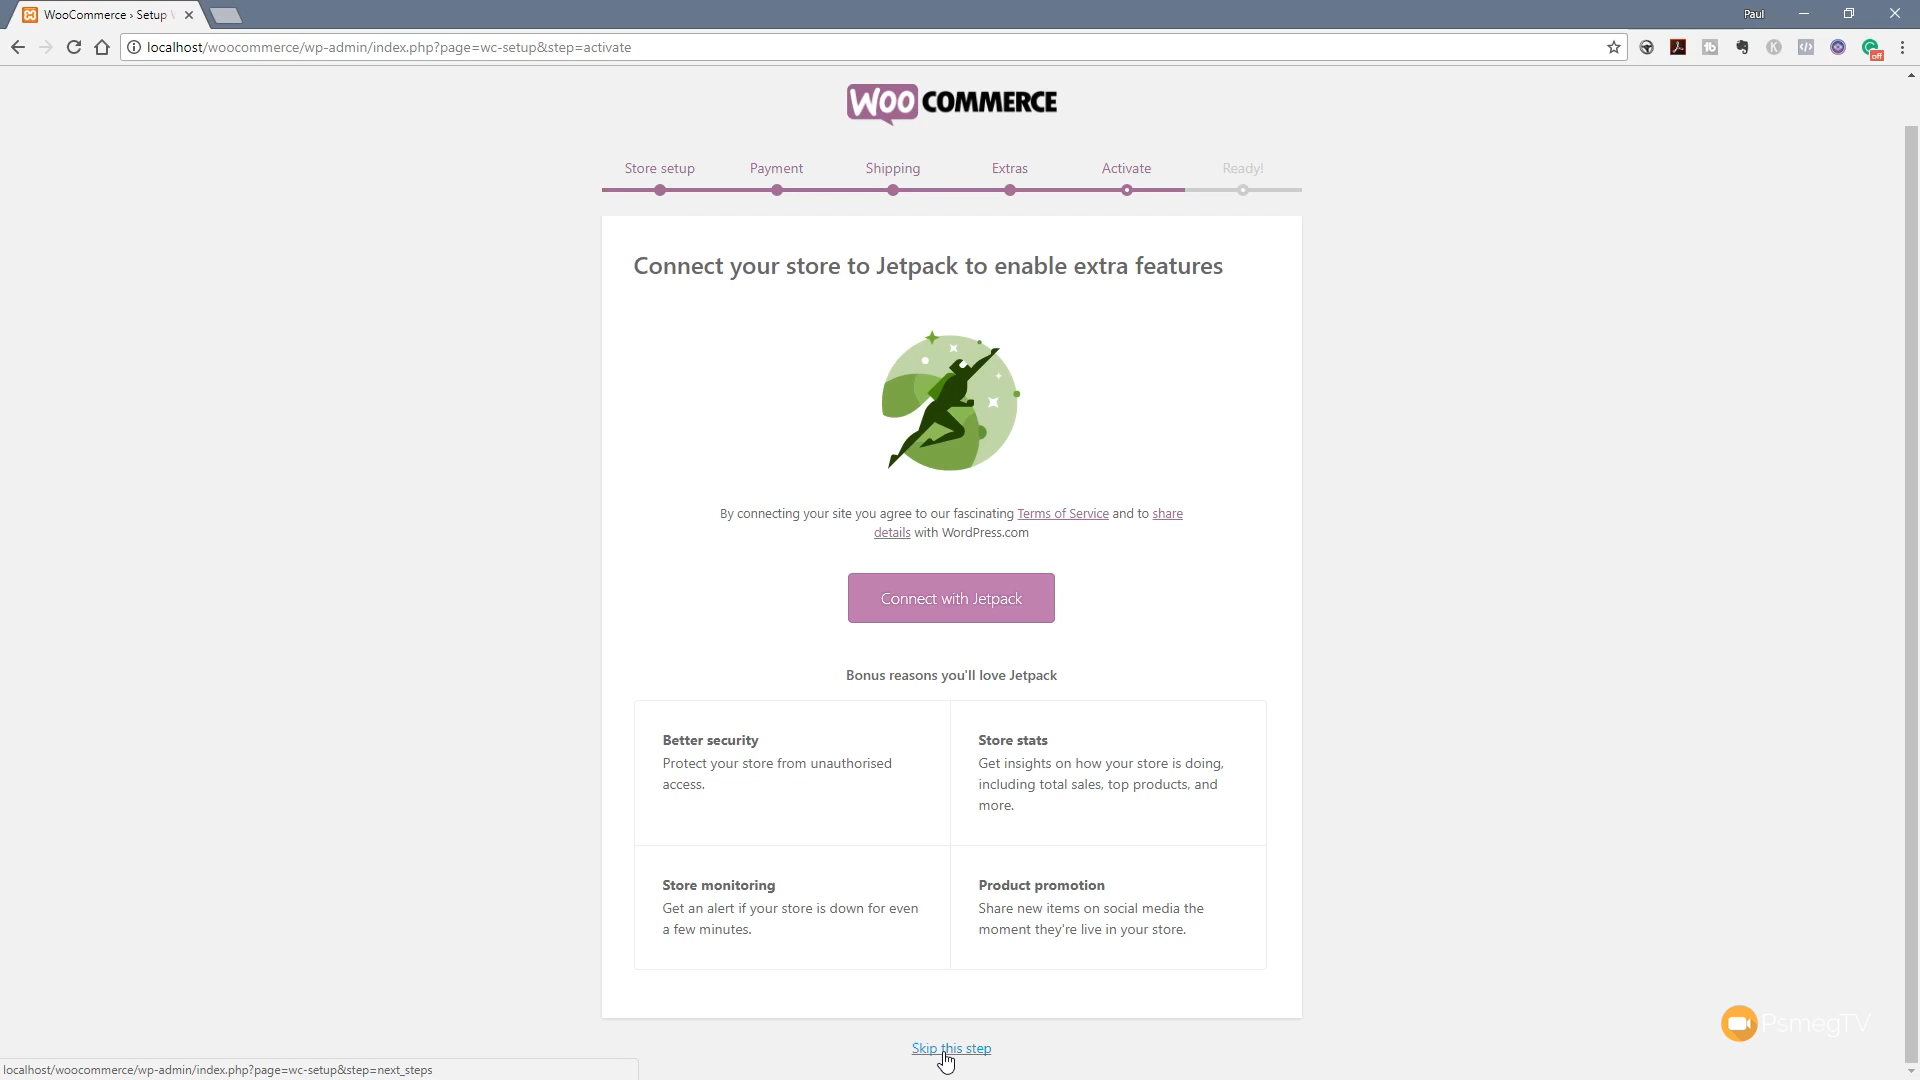 WooCommerce › Setup
Paul
localhost/woocommerce/wp-admin/index.php?page=wc-setup&step=activate
off
WOO COMMERCE
Store setup
Payment
Shipping
Extras
Activate
Ready!
Connect your store to Jetpack to enable extra features
By connecting your site you agree to our fascinating Terms of Service and to share
details with WordPress.com
Connect with Jetpack
Bonus reasons you'll love Jetpack
Better security
Protect your store from unauthorised
access.
Store stats
Get insights on how your store is doing,
including total sales, top products, and
more.
Store monitoring
Get an alert if your store is down for even
a few minutes.
Product promotion
Share new items on social media the
moment they're live in your store.
PsmegTV
Skip this step
localhost/woocommerce/wp-admin/index.php?page=wc-setup&step=next_steps